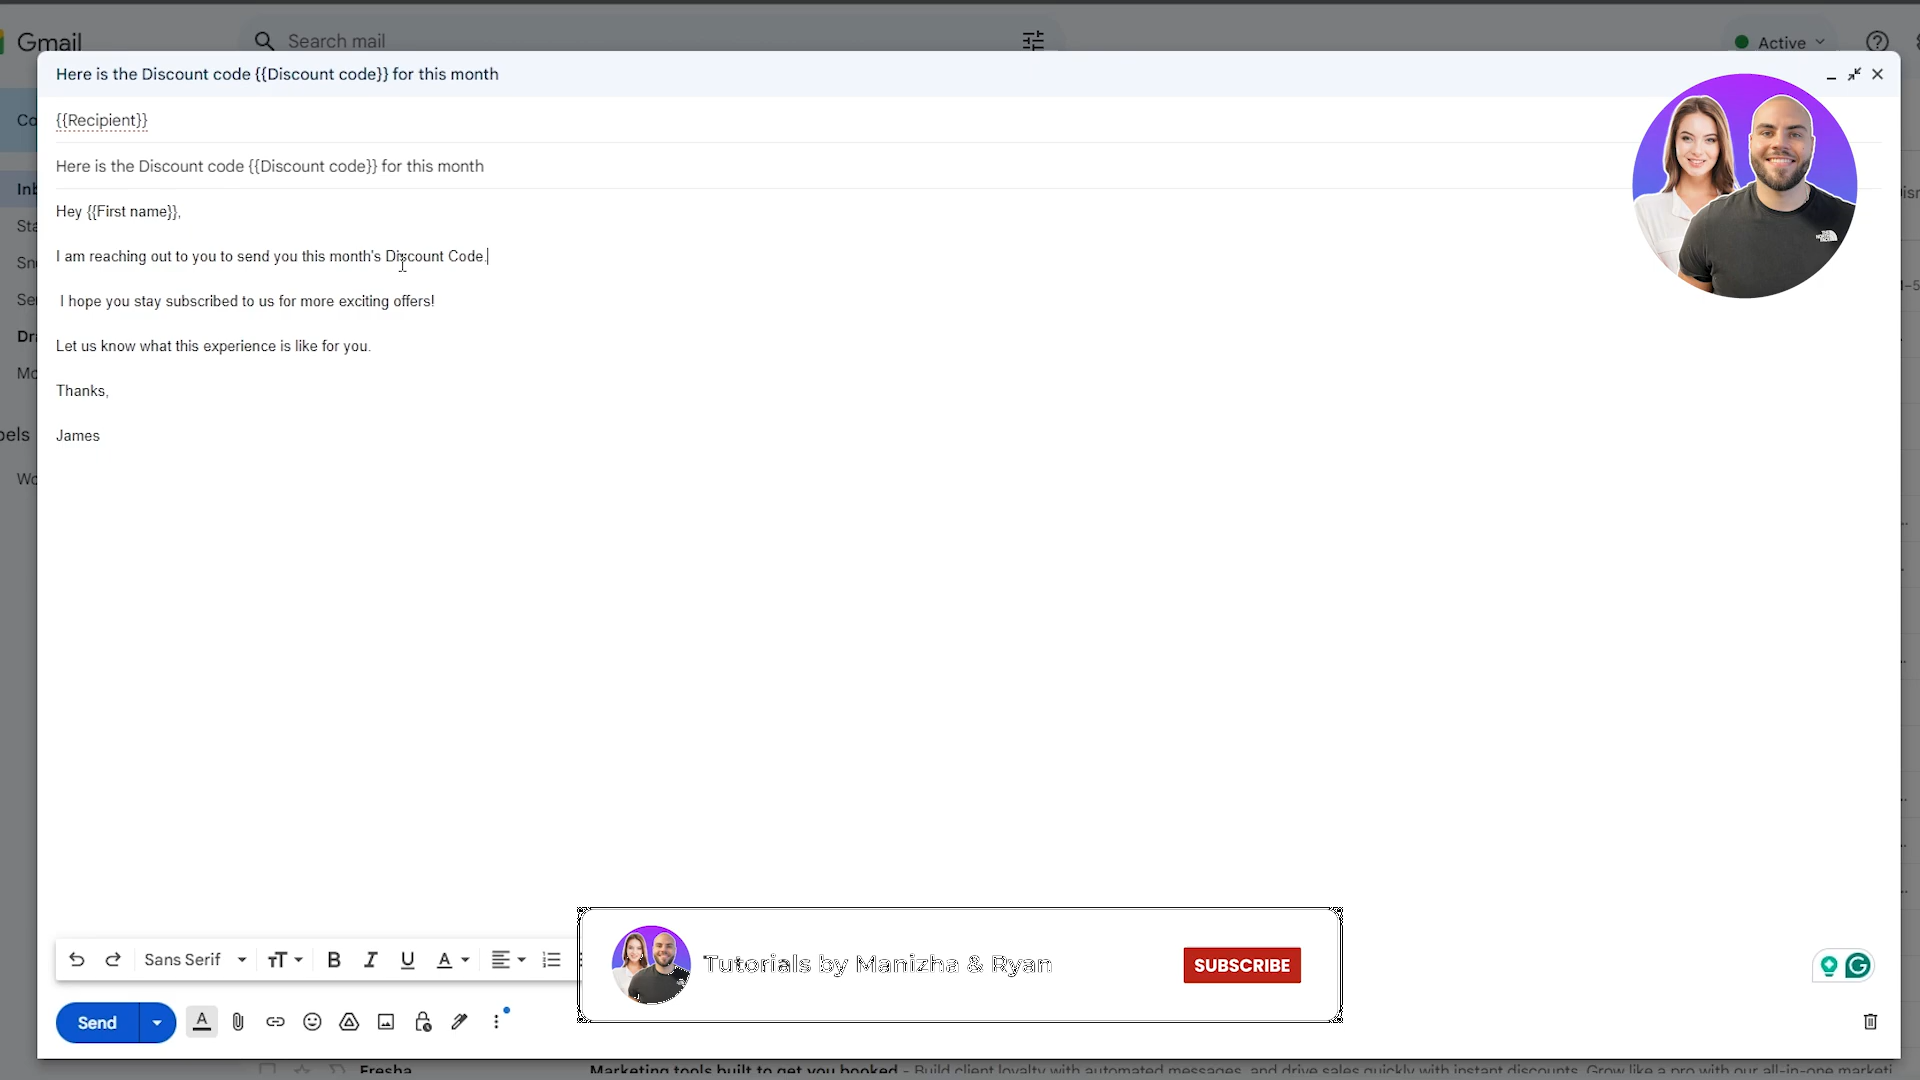 Gmail
Search mail
Active
Here is the Discount code {{Discount code}} for this month
{{Recipient}}
Here is the Discount code {{Discount code}} for this month
Hey {{First name}},
I am reaching out to you to send you this month's Discount Code.
I hope you stay subscribed to us for more exciting offers!
Let us know what this experience is like for you.
Thanks,
James
Sans Serif
Tutorials by Manizha & Ryan
SUBSCRIBE
Send
Fresha
Marketing tools built to get you booked - Build client loyalty with automated messages, and drive sales quickly with instant discounts. Grow like a pro with our all-in-one marketi